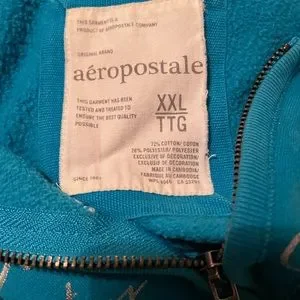 THIS GARMENT IS A
PRODUCT OF AÉROPOSTALE COMPANY
ORIGINAL BRAND
aéropostale
THIS GARMENT HAS BEEN
TESTED AND TREATED TO
ENSURE THE BEST QUALITY
POSSIBLE
XXL
TTG
72% COTTON/ COTON
28% POLYESTER/ POLYESTER
EXCLUSIVE OF DECORATION/
EXCLUSIF DE DECORATION
MADE IN CAMBODIA/
FABRIQUE AU CAMBODGE
SINCE